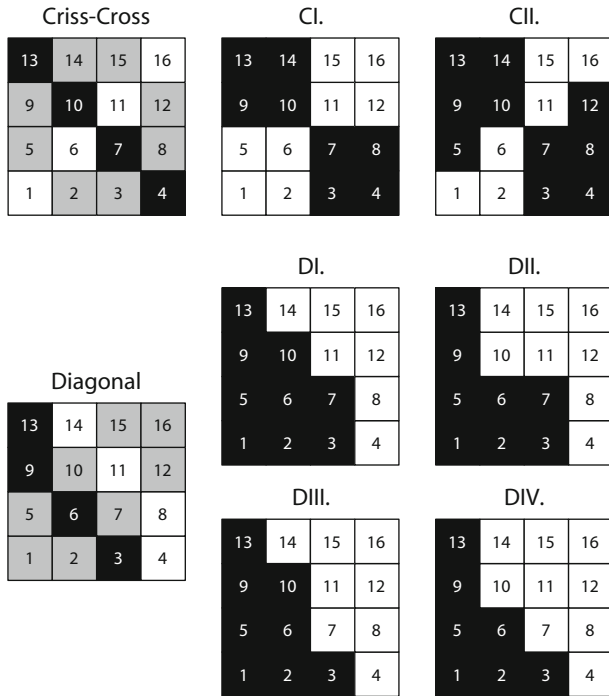 Criss-Cross CI. CII.
13 14 15 16 13 14 15 16 13 14 15 16
9 10 11 12 9 10 11 12 9 10 11 12
5 6 7 8 5 6 7 8 5 6 7 8
1 2 3 4 1 2 3 4 1 2 3 4
DI. DII.
13 14 15 16 13 14 15 16
9 10 11 12 9 10 11 12
5 6 7 8 5 6 7 8
1 2 3 4 1 2 3 4
Diagonal
13 14 15 16
9 10 11 12
5 6 7 8
1 2 3 4
DIII. DIV.
13 14 15 16 13 14 15 16
9 10 11 12 9 10 11 12
5 6 7 8 5 6 7 8
1 2 3 4 1 2 3 4